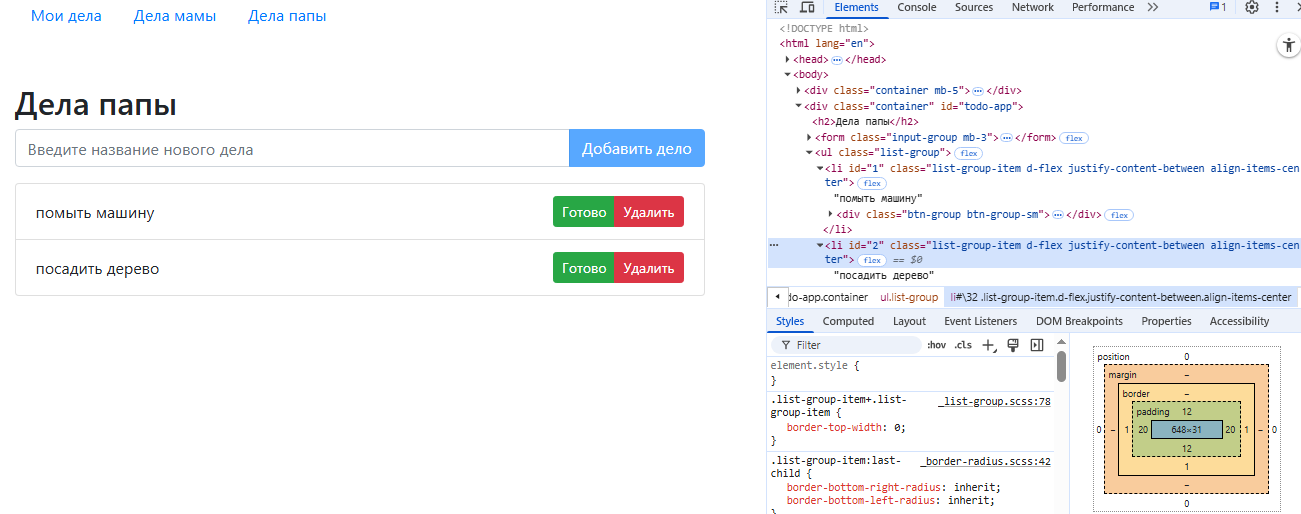 Мои дела Дела мамы Дела папы
Дела папы
Введите название нового дела Добавить дело
помыть машину Готово Удалить
посадить дерево Готово Удалить
Elements Console Sources Network Performance 1
<!DOCTYPE html>
<html lang="en">
<head> </head>
<body>
<div class="container mb-5"> </div>
<div class="container" id="todo-app">
<h2>Дела папы</h2>
<form class="input-group mb-3"> </form> flex
<ul class="list-group"> flex
<li id="1" class="list-group-item d-flex justify-content-between align-items-cen
ter"> flex
"помыть машину"
<div class="btn-group btn-group-sm"> </div> flex
</li>
<li id="2" class="list-group-item d-flex justify-content-between align-items-cen
ter"> flex == $0
"посадить дерево"
do-app.container ul.list-group li#\32 .list-group-item.d-flex.justify-content-between.align-items-center
Styles Computed Layout Event Listeners DOM Breakpoints Properties Accessibility
Filter :hov .cls
element.style {
}
.list-group-item+.list- _list-group.scss:78
group-item {
border-top-width: 0;
}
.list-group-item:last- _border-radius.scss:42
child {
border-bottom-right-radius: inherit;
border-bottom-left-radius: inherit;
}
position 0
margin –
border –
padding 12
0 – 1 20 648×31 20 1 – 0
12
1
–
0